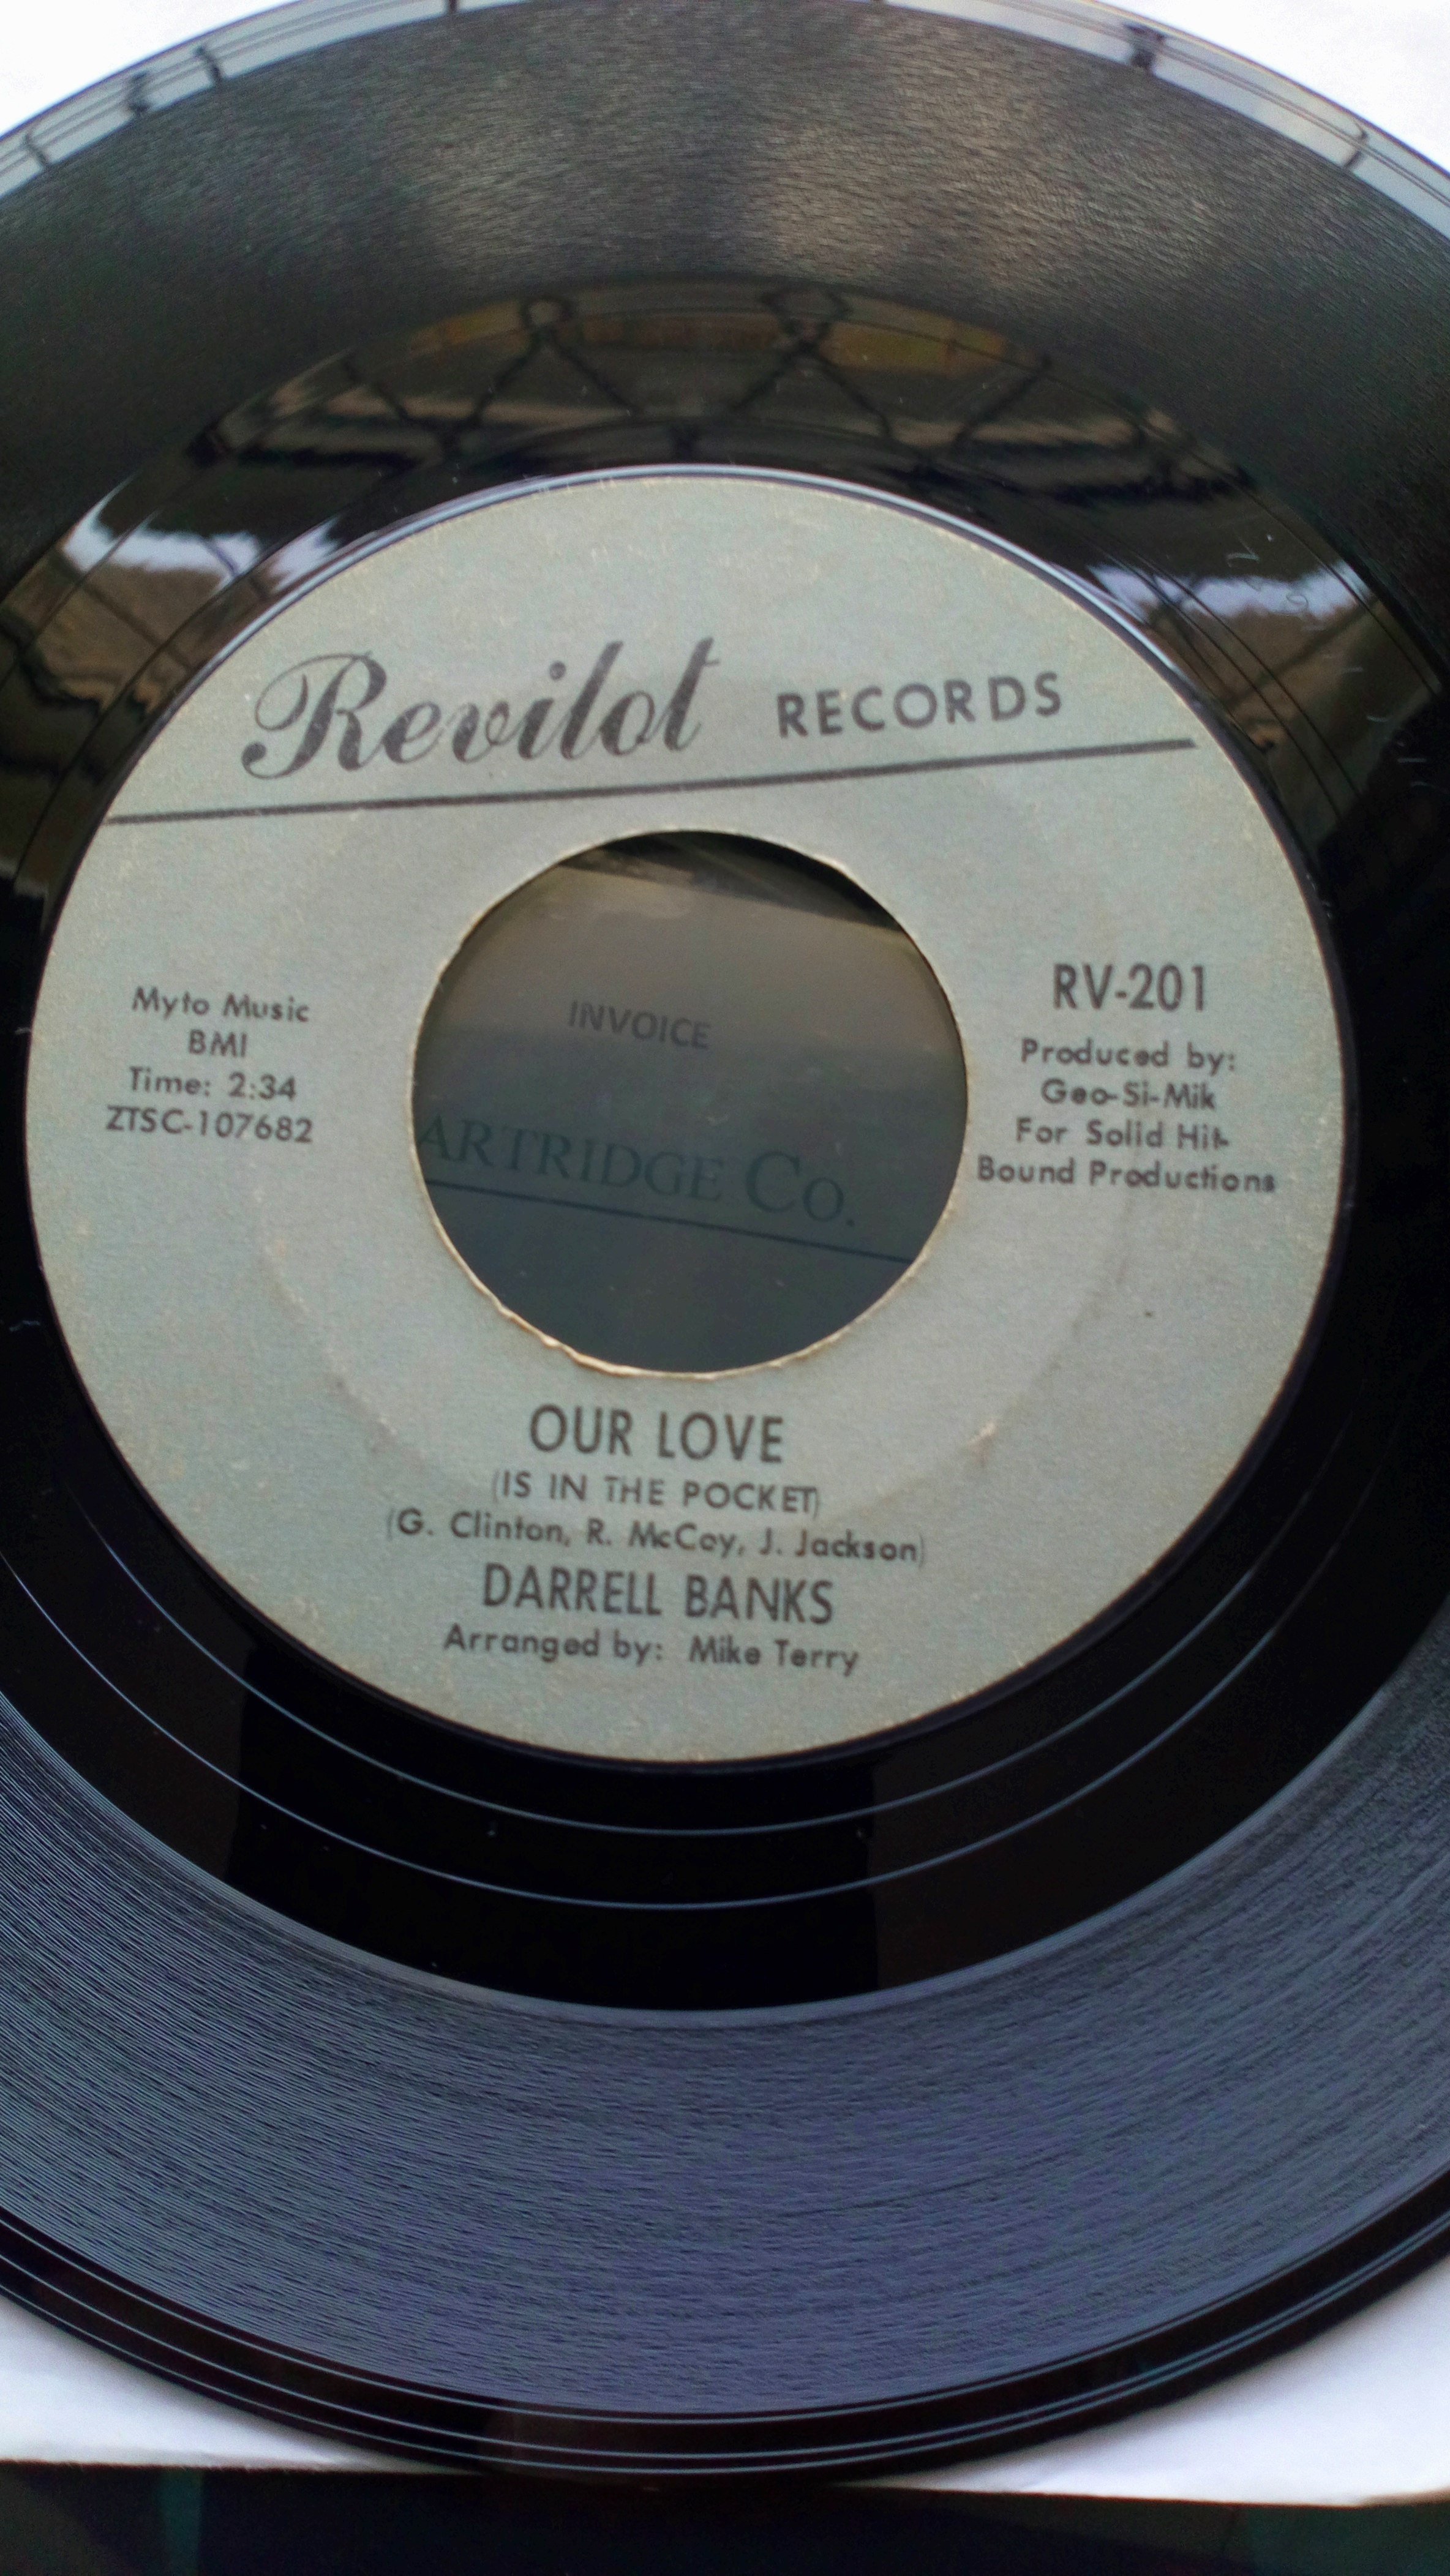 Revilot RECORDS
Myto Music
BMI
Time: 2:34
ZTSC-107682
RV-201
Produced by:
Geo-Si-Mik
For Solid Hit-
Bound Productions
INVOICE
ARTRIDGE CO.
OUR LOVE
(IS IN THE POCKET)
(G. Clinton, R. McCoy, J. Jackson)
DARRELL BANKS
Arranged by: Mike Terry